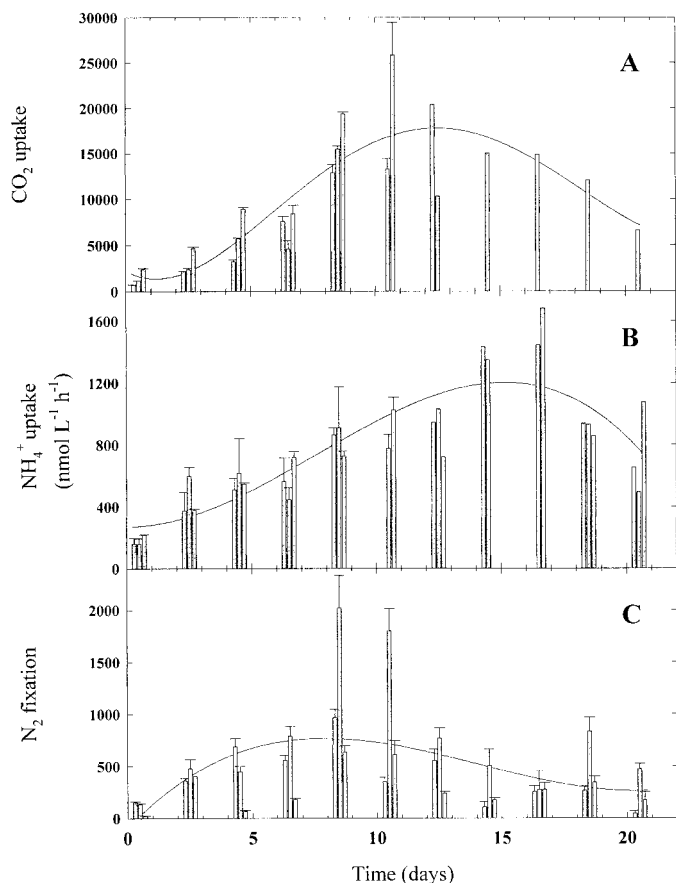 A
30000
25000
20000
15000
10000
5000
0
CO₂ uptake
B
1600
1200
800
400
0
NH₄⁺ uptake
(nmol L⁻¹ h⁻¹)
C
2000
1500
1000
500
0
N₂ fixation
0 5 10 15 20
Time (days)